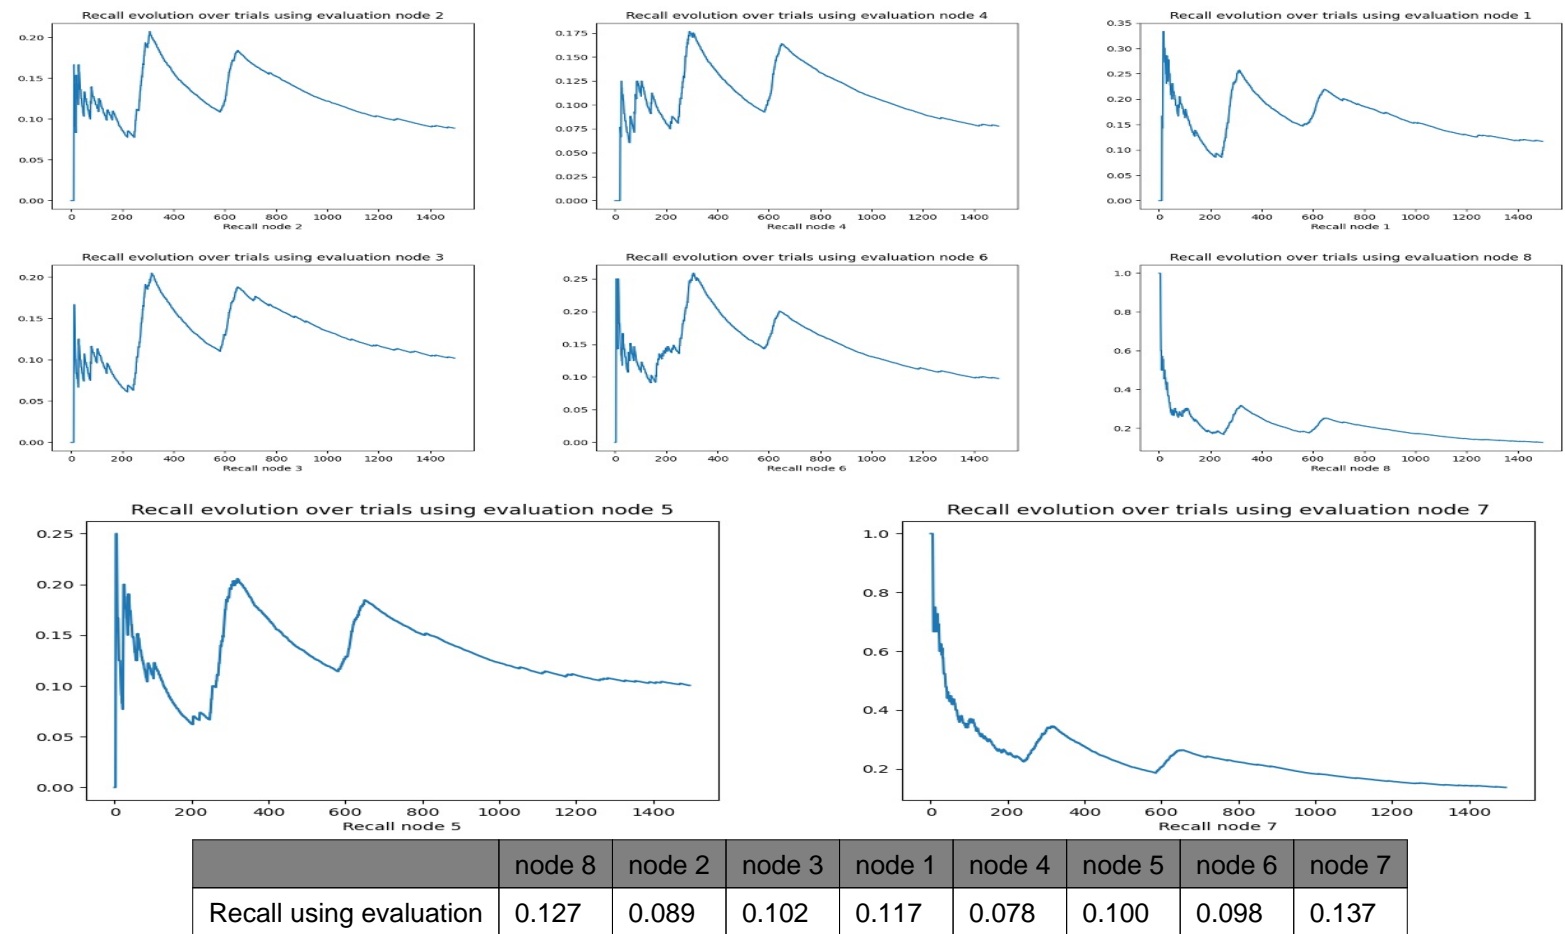 Recall evolution over trials using evaluation node 2
0.20
0.15
0.10
0.05
0.00
0 200 400 600 800 1000 1200 1400
Recall node 2
Recall evolution over trials using evaluation node 4
0.175
0.150
0.125
0.100
0.075
0.050
0.025
0.000
0 200 400 600 800 1000 1200 1400
Recall node 4
Recall evolution over trials using evaluation node 1
0.35
0.30
0.25
0.20
0.15
0.10
0.05
0.00
0 200 400 600 800 1000 1200 1400
Recall node 1
Recall evolution over trials using evaluation node 3
0.20
0.15
0.10
0.05
0.00
0 200 400 600 800 1000 1200 1400
Recall node 3
Recall evolution over trials using evaluation node 6
0.25
0.20
0.15
0.10
0.05
0.00
0 200 400 600 800 1000 1200 1400
Recall node 6
Recall evolution over trials using evaluation node 8
1.0
0.8
0.6
0.4
0.2
0 200 400 600 800 1000 1200 1400
Recall node 8
Recall evolution over trials using evaluation node 5
0.25
0.20
0.15
0.10
0.05
0.00
0 200 400 600 800 1000 1200 1400
Recall node 5
Recall evolution over trials using evaluation node 7
1.0
0.8
0.6
0.4
0.2
0 200 400 600 800 1000 1200 1400
Recall node 7
node 8 node 2 node 3 node 1 node 4 node 5 node 6 node 7
Recall using evaluation 0.127 0.089 0.102 0.117 0.078 0.100 0.098 0.137